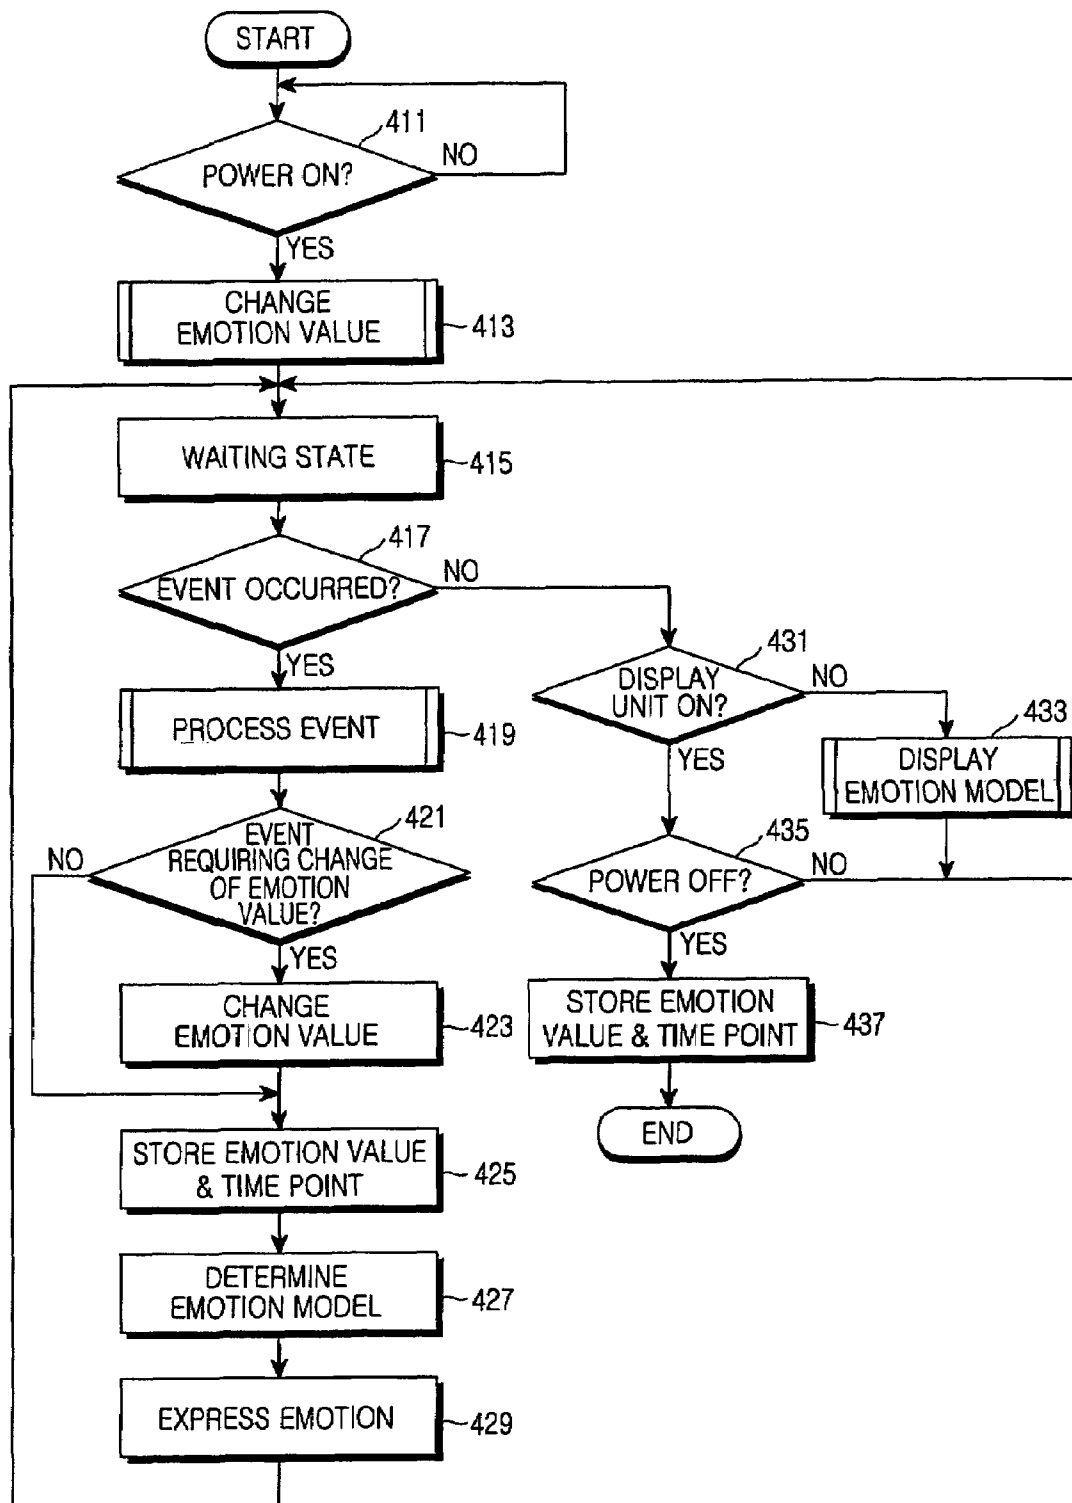 START
411
POWER ON?
NO
YES
CHANGE
EMOTION VALUE
413
WAITING STATE
415
417
EVENT OCCURRED?
NO
YES
PROCESS EVENT
419
421
EVENT
REQUIRING CHANGE
OF EMOTION
VALUE?
NO
YES
CHANGE
EMOTION VALUE
423
STORE EMOTION VALUE
& TIME POINT
425
DETERMINE
EMOTION MODEL
427
EXPRESS EMOTION
429
431
DISPLAY
UNIT ON?
NO
YES
433
DISPLAY
EMOTION MODEL
435
POWER OFF?
NO
YES
STORE EMOTION
VALUE & TIME POINT
437
END